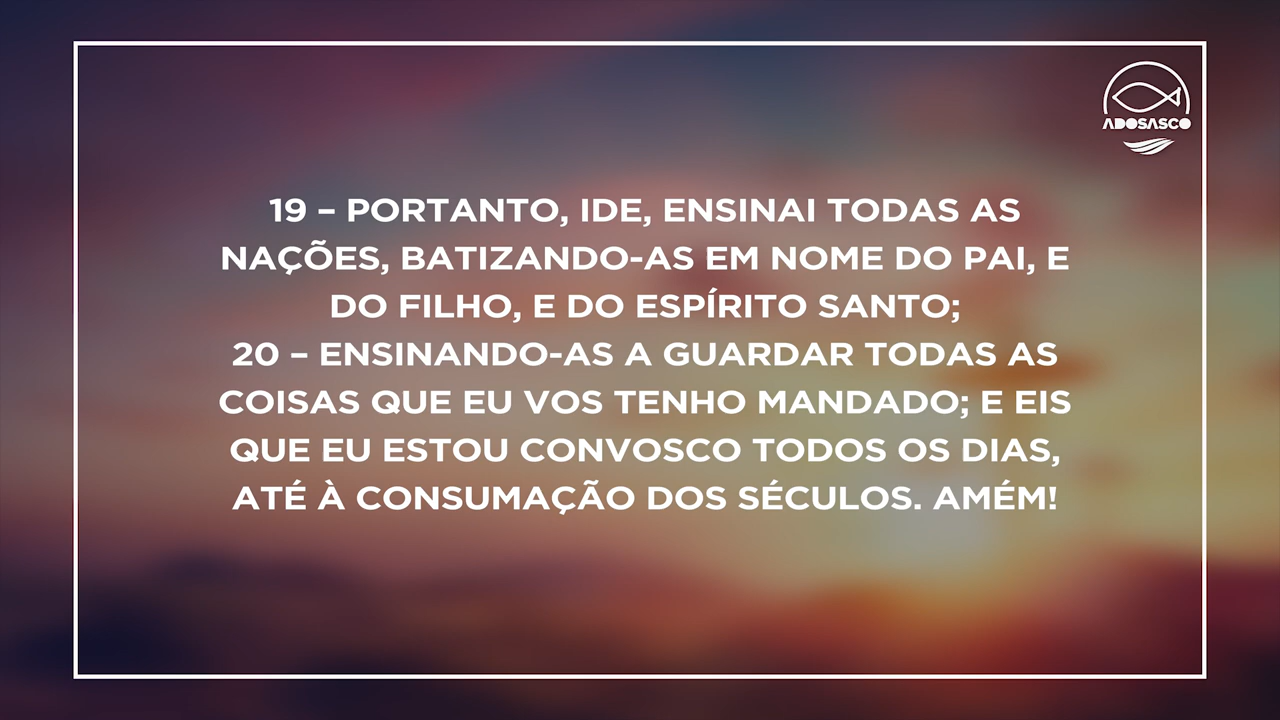 ADOSASCO
19 – PORTANTO, IDE, ENSINAI TODAS AS
NAÇÕES, BATIZANDO-AS EM NOME DO PAI, E
DO FILHO, E DO ESPÍRITO SANTO;
20 – ENSINANDO-AS A GUARDAR TODAS AS
COISAS QUE EU VOS TENHO MANDADO; E EIS
QUE EU ESTOU CONVOSCO TODOS OS DIAS,
ATÉ À CONSUMAÇÃO DOS SÉCULOS. AMÉM!